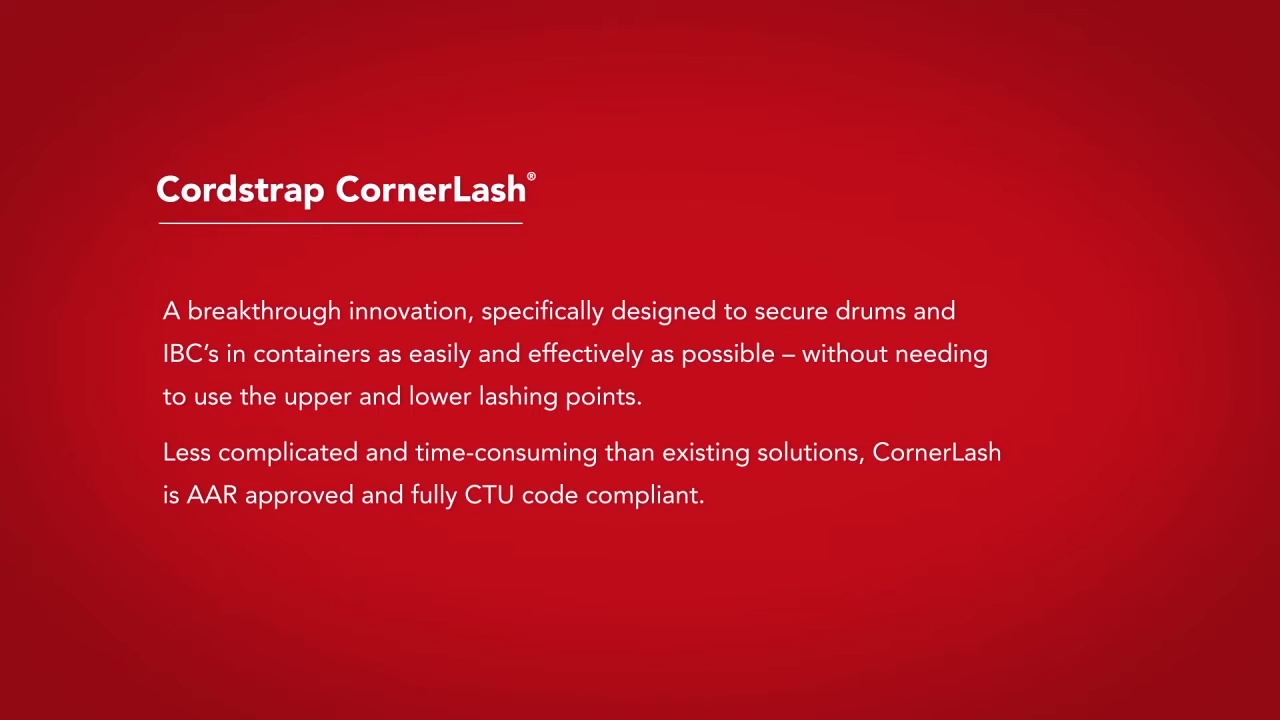 Cordstrap CornerLash®
A breakthrough innovation, specifically designed to secure drums and
IBC’s in containers as easily and effectively as possible – without needing
to use the upper and lower lashing points.
Less complicated and time-consuming than existing solutions, CornerLash
is AAR approved and fully CTU code compliant.